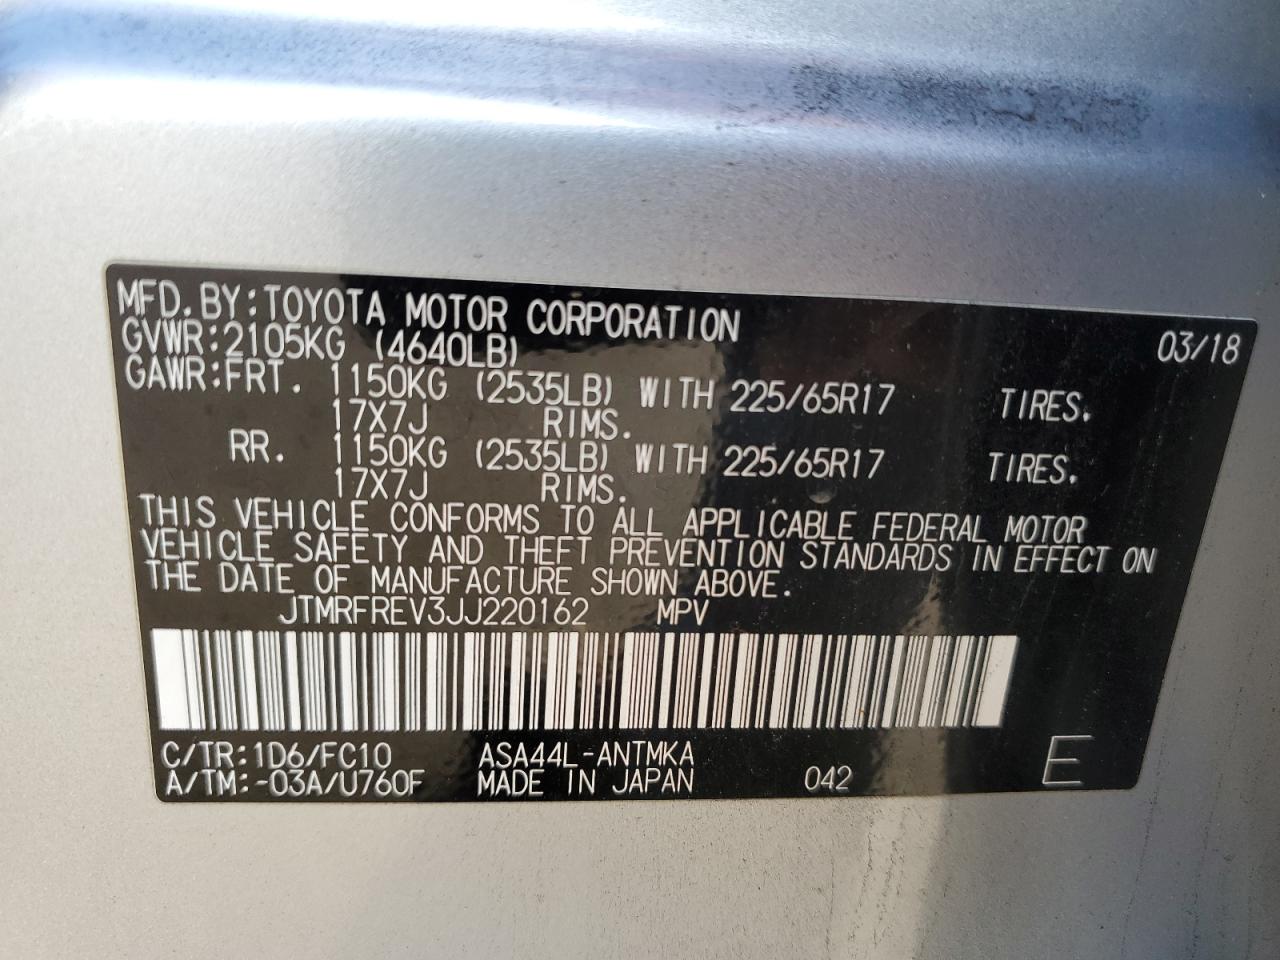 MFD.BY:TOYOTA MOTOR CORPORATION 03/18
GVWR:2105KG (4640LB)
GAWR:FRT. 1150KG (2535LB) WITH 225/65R17 TIRES.
17X7J RIMS.
RR. 1150KG (2535LB) WITH 225/65R17 TIRES.
17X7J RIMS.
THIS VEHICLE CONFORMS TO ALL APPLICABLE FEDERAL MOTOR
VEHICLE SAFETY AND THEFT PREVENTION STANDARDS IN EFFECT ON
THE DATE OF MANUFACTURE SHOWN ABOVE.
JTMRFREV3JJ220162 MPV
C/TR:1D6/FC10 ASA44L-ANTMKA E
A/TM:-03A/U760F MADE IN JAPAN 042